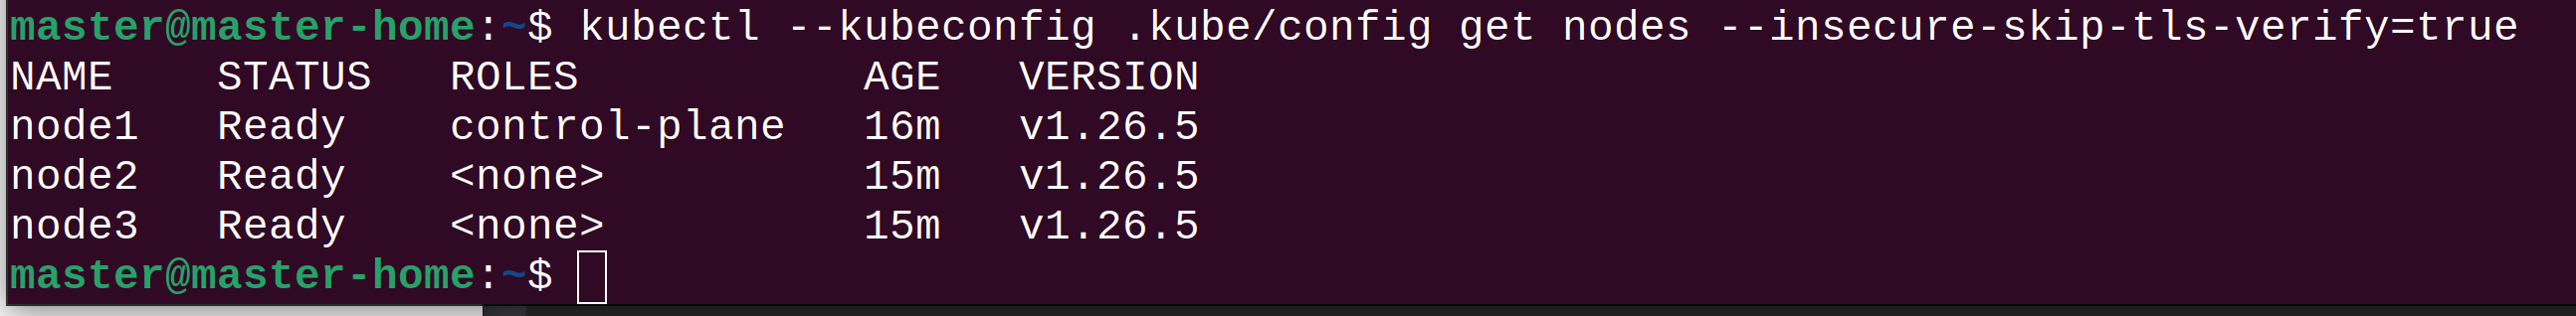 master@master-home:~$ kubectl --kubeconfig .kube/config get nodes --insecure-skip-tls-verify=true
NAME    STATUS   ROLES           AGE   VERSION
node1   Ready    control-plane   16m   v1.26.5
node2   Ready    <none>          15m   v1.26.5
node3   Ready    <none>          15m   v1.26.5
master@master-home:~$